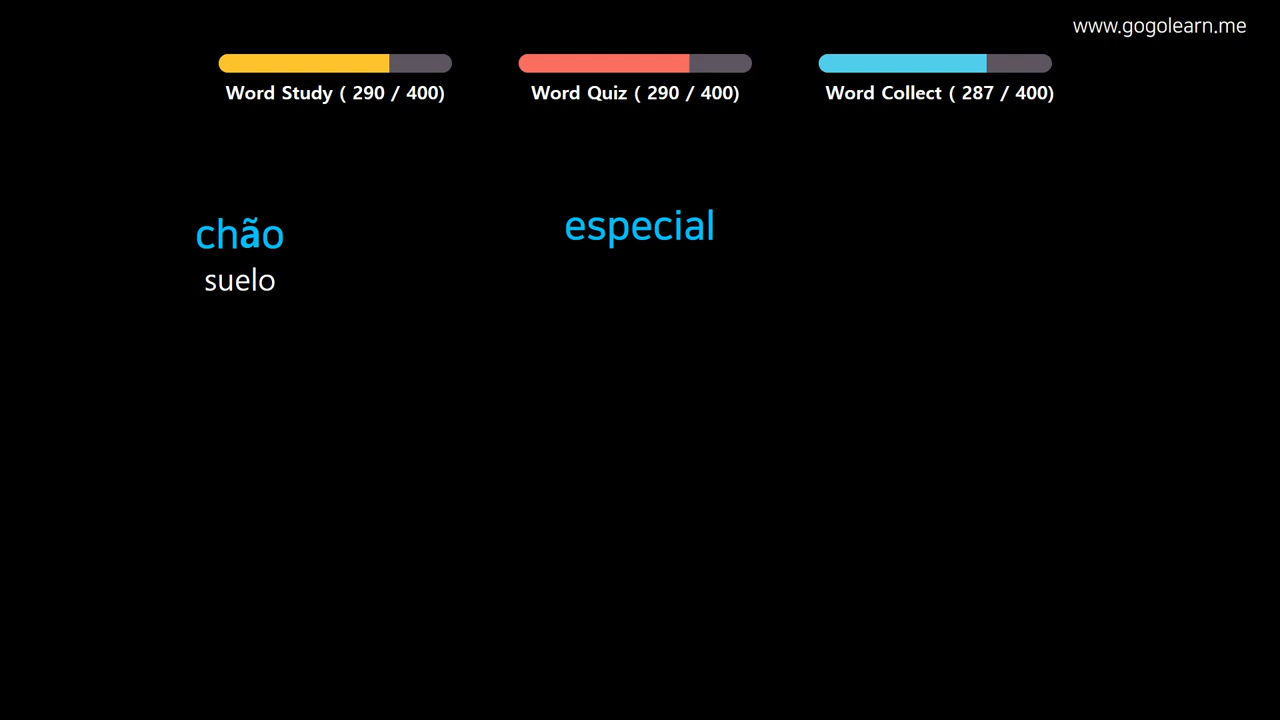 www.gogolearn.me
Word Study ( 290 / 400)
Word Quiz ( 290 / 400)
Word Collect ( 287 / 400)
chão
suelo
especial